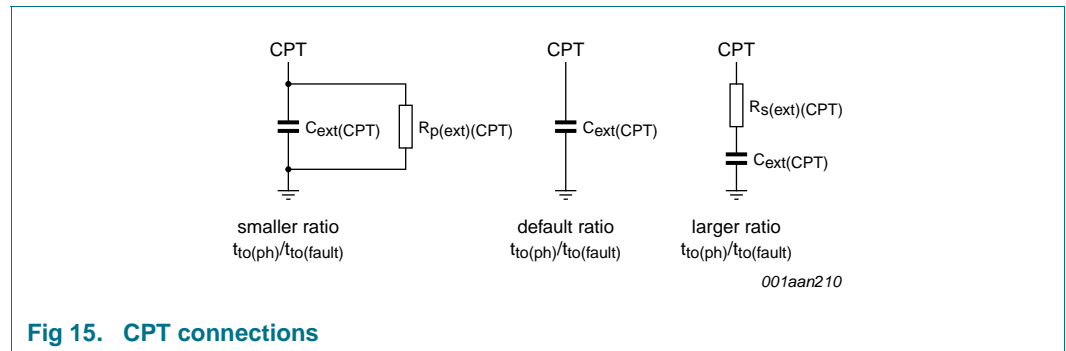 CPT
Cext(CPT)
Rp(ext)(CPT)
smaller ratio
tto(ph)/tto(fault)
CPT
Cext(CPT)
default ratio
tto(ph)/tto(fault)
CPT
Rs(ext)(CPT)
Cext(CPT)
larger ratio
tto(ph)/tto(fault)
001aan210
Fig 15. CPT connections